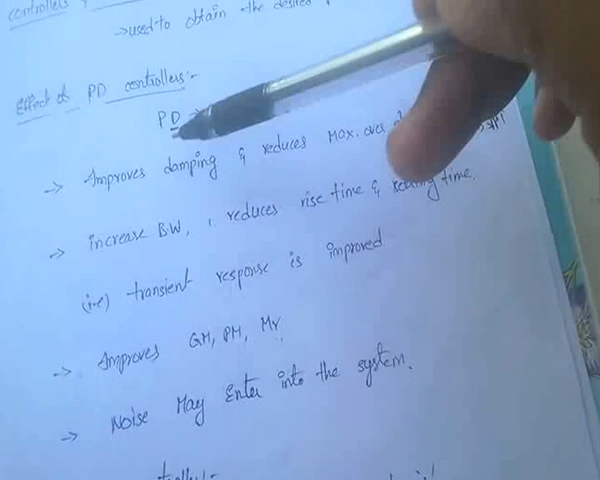 controllers
→ used to obtain the desired
Effect of PD controllers:-
PD →
→ Improves damping & reduces Max. over
→ increase BW, , reduces rise time & settling time.
(i.e) transient response is improved
→ Improves GM, PM, Mr
→ Noise May Enter into the system.